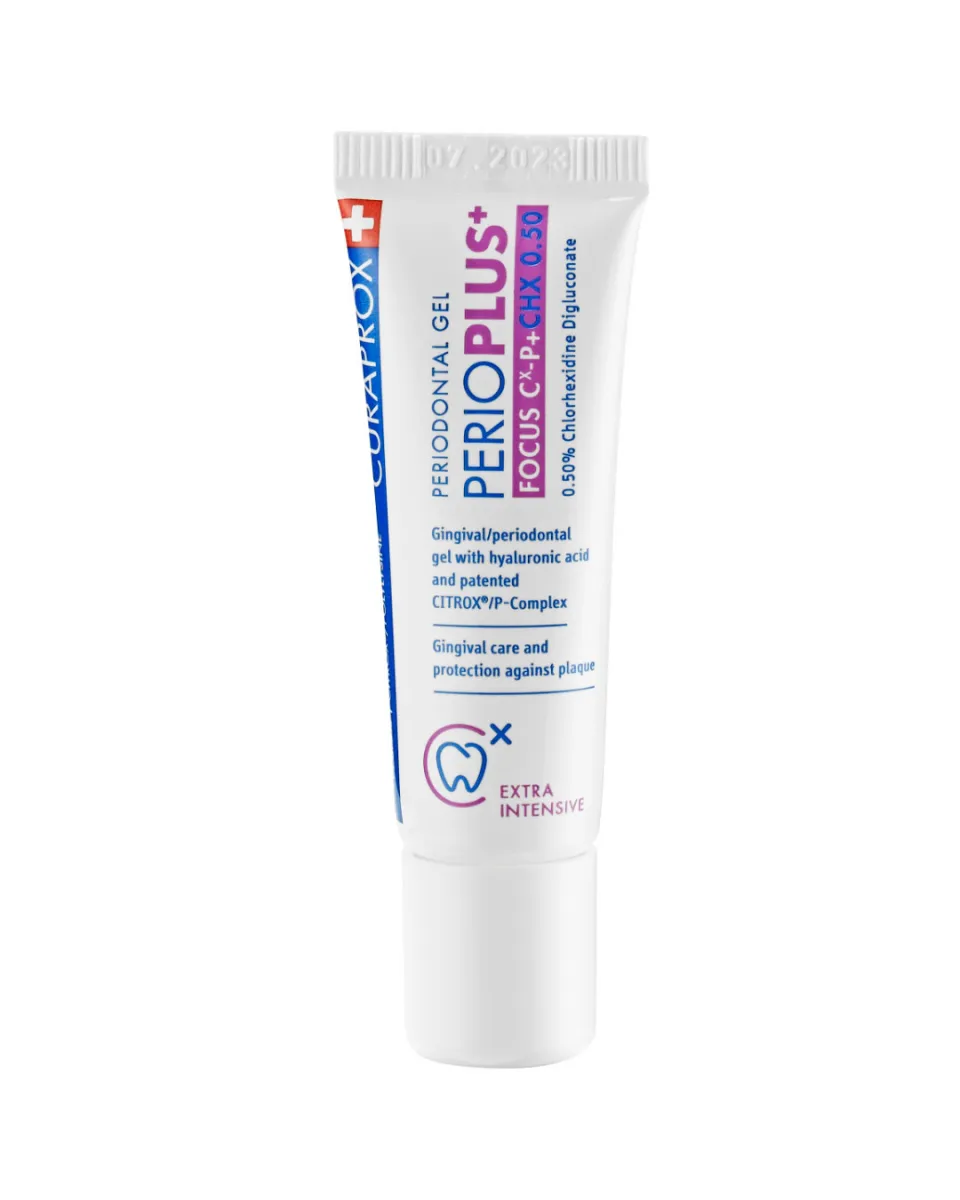 07.2023
CURAPROX
PERIODONTAL GEL
PERIOPLUS+
FOCUS Cˣ-P+CHX 0.50
0.50% Chlorhexidine Digluconate
Gingival/periodontal
gel with hyaluronic acid
and patented
CITROX®/P-Complex
Gingival care and
protection against plaque
X
EXTRA
INTENSIVE